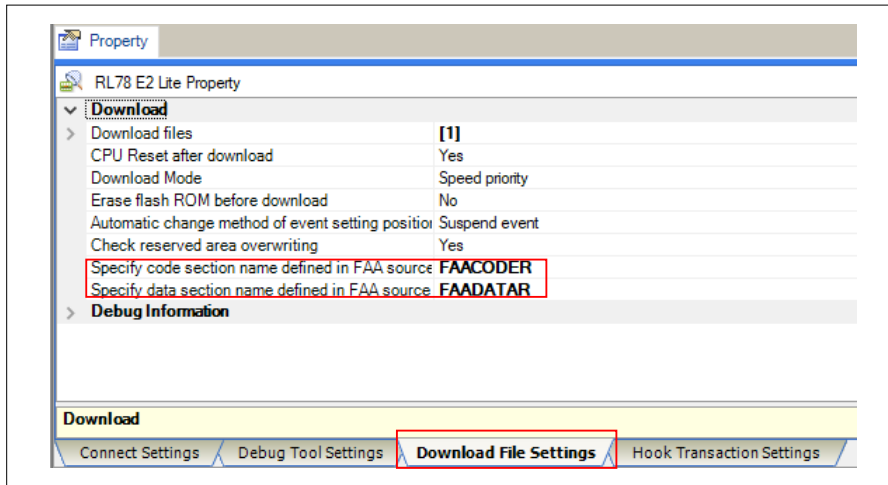 Property
RL78 E2 Lite Property
Download
Download files [1]
CPU Reset after download Yes
Download Mode Speed priority
Erase flash ROM before download No
Automatic change method of event setting position Suspend event
Check reserved area overwriting Yes
Specify code section name defined in FAA source FAACODER
Specify data section name defined in FAA source FAADATAR
Debug Information
Download
Connect Settings Debug Tool Settings Download File Settings Hook Transaction Settings